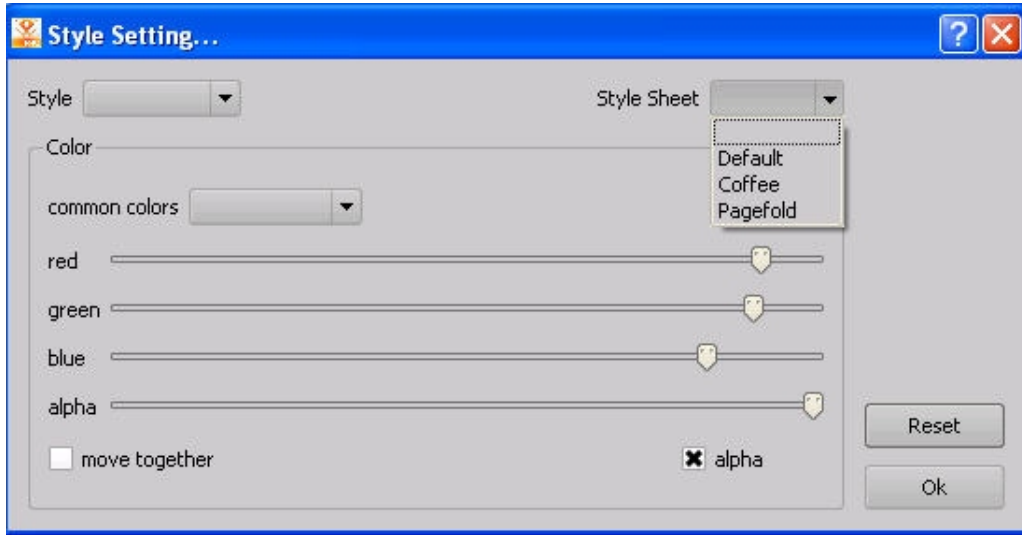 Style Setting...
Style
Style Sheet
Default
Coffee
Pagefold
Color
common colors
red
green
blue
alpha
move together
alpha
Reset
Ok